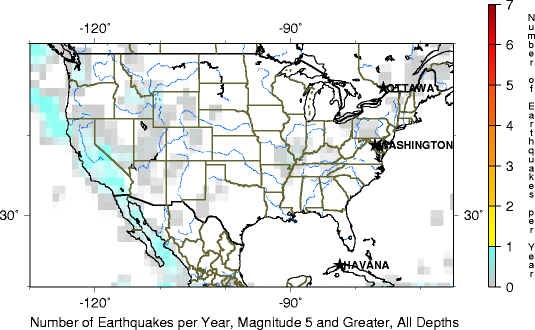 -120° -90°
7
6
5
4
3
2
1
0
Number of Earthquakes per Year
OTTAWA
WASHINGTON
30° 30°
HAVANA
-120° -90°
Number of Earthquakes per Year, Magnitude 5 and Greater, All Depths